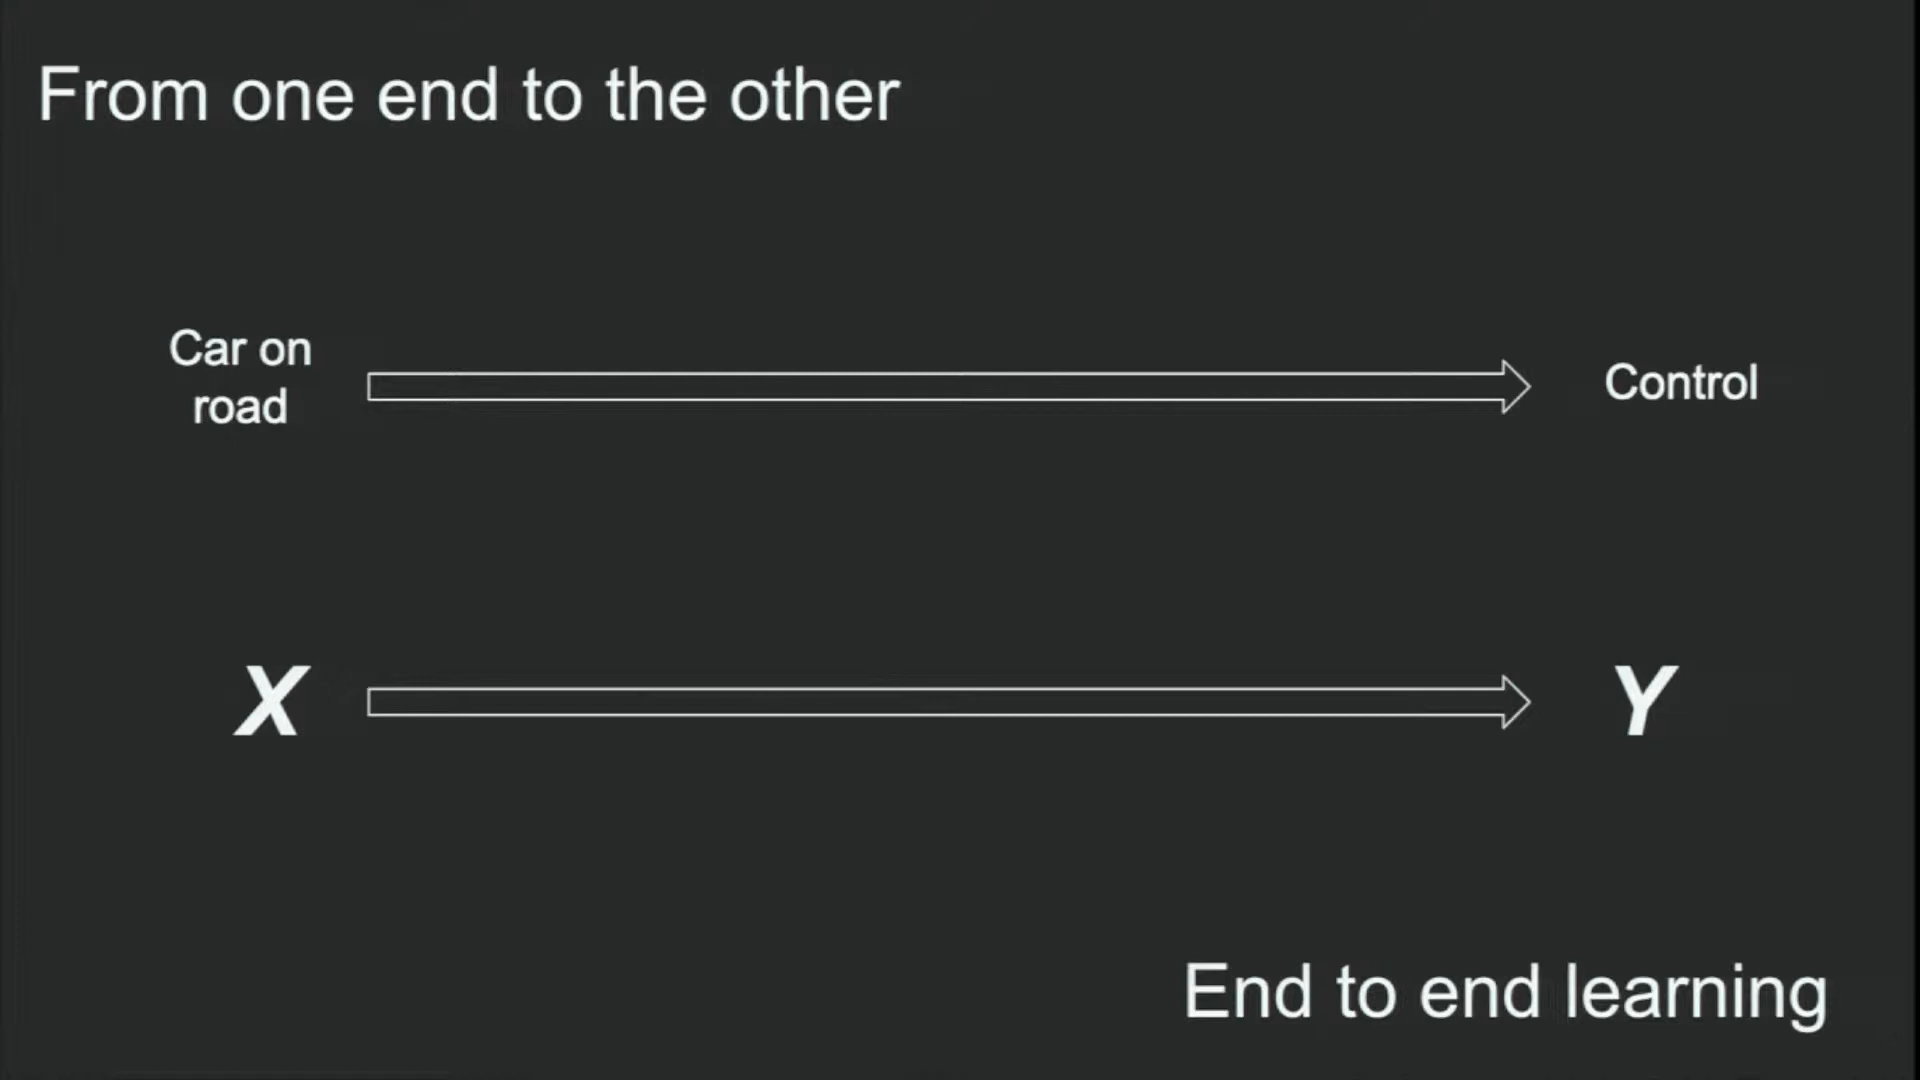 From one end to the other
Car on
road
Control
X
Y
End to end learning